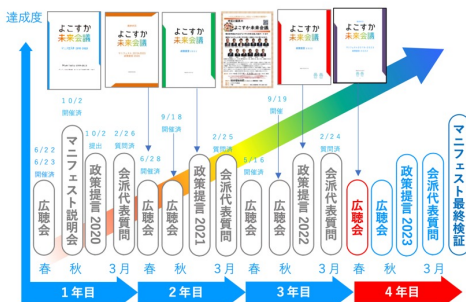 達成度
よこすか
未来会議
よこすか
未来会議
よこすか
未来会議
よこすか未来会議
よこすか
未来会議
よこすか
未来会議
10/2
開催済
6/22
6/23
開催済
10/2
提出
2/26
質問済
6/28
開催済
9/18
開催済
2/25
質問済
5/16
開催済
9/19
開催
2/24
質問済
広聴会
マニフェスト説明会
政策提言2020
会派代表質問
広聴会
広聴会
政策提言2021
会派代表質問
広聴会
広聴会
政策提言2022
会派代表質問
広聴会
広聴会
政策提言2023
会派代表質問
マニフェスト最終検証
春
秋
3月
春
秋
3月
春
秋
3月
春
秋
3月
1年目
2年目
3年目
4年目